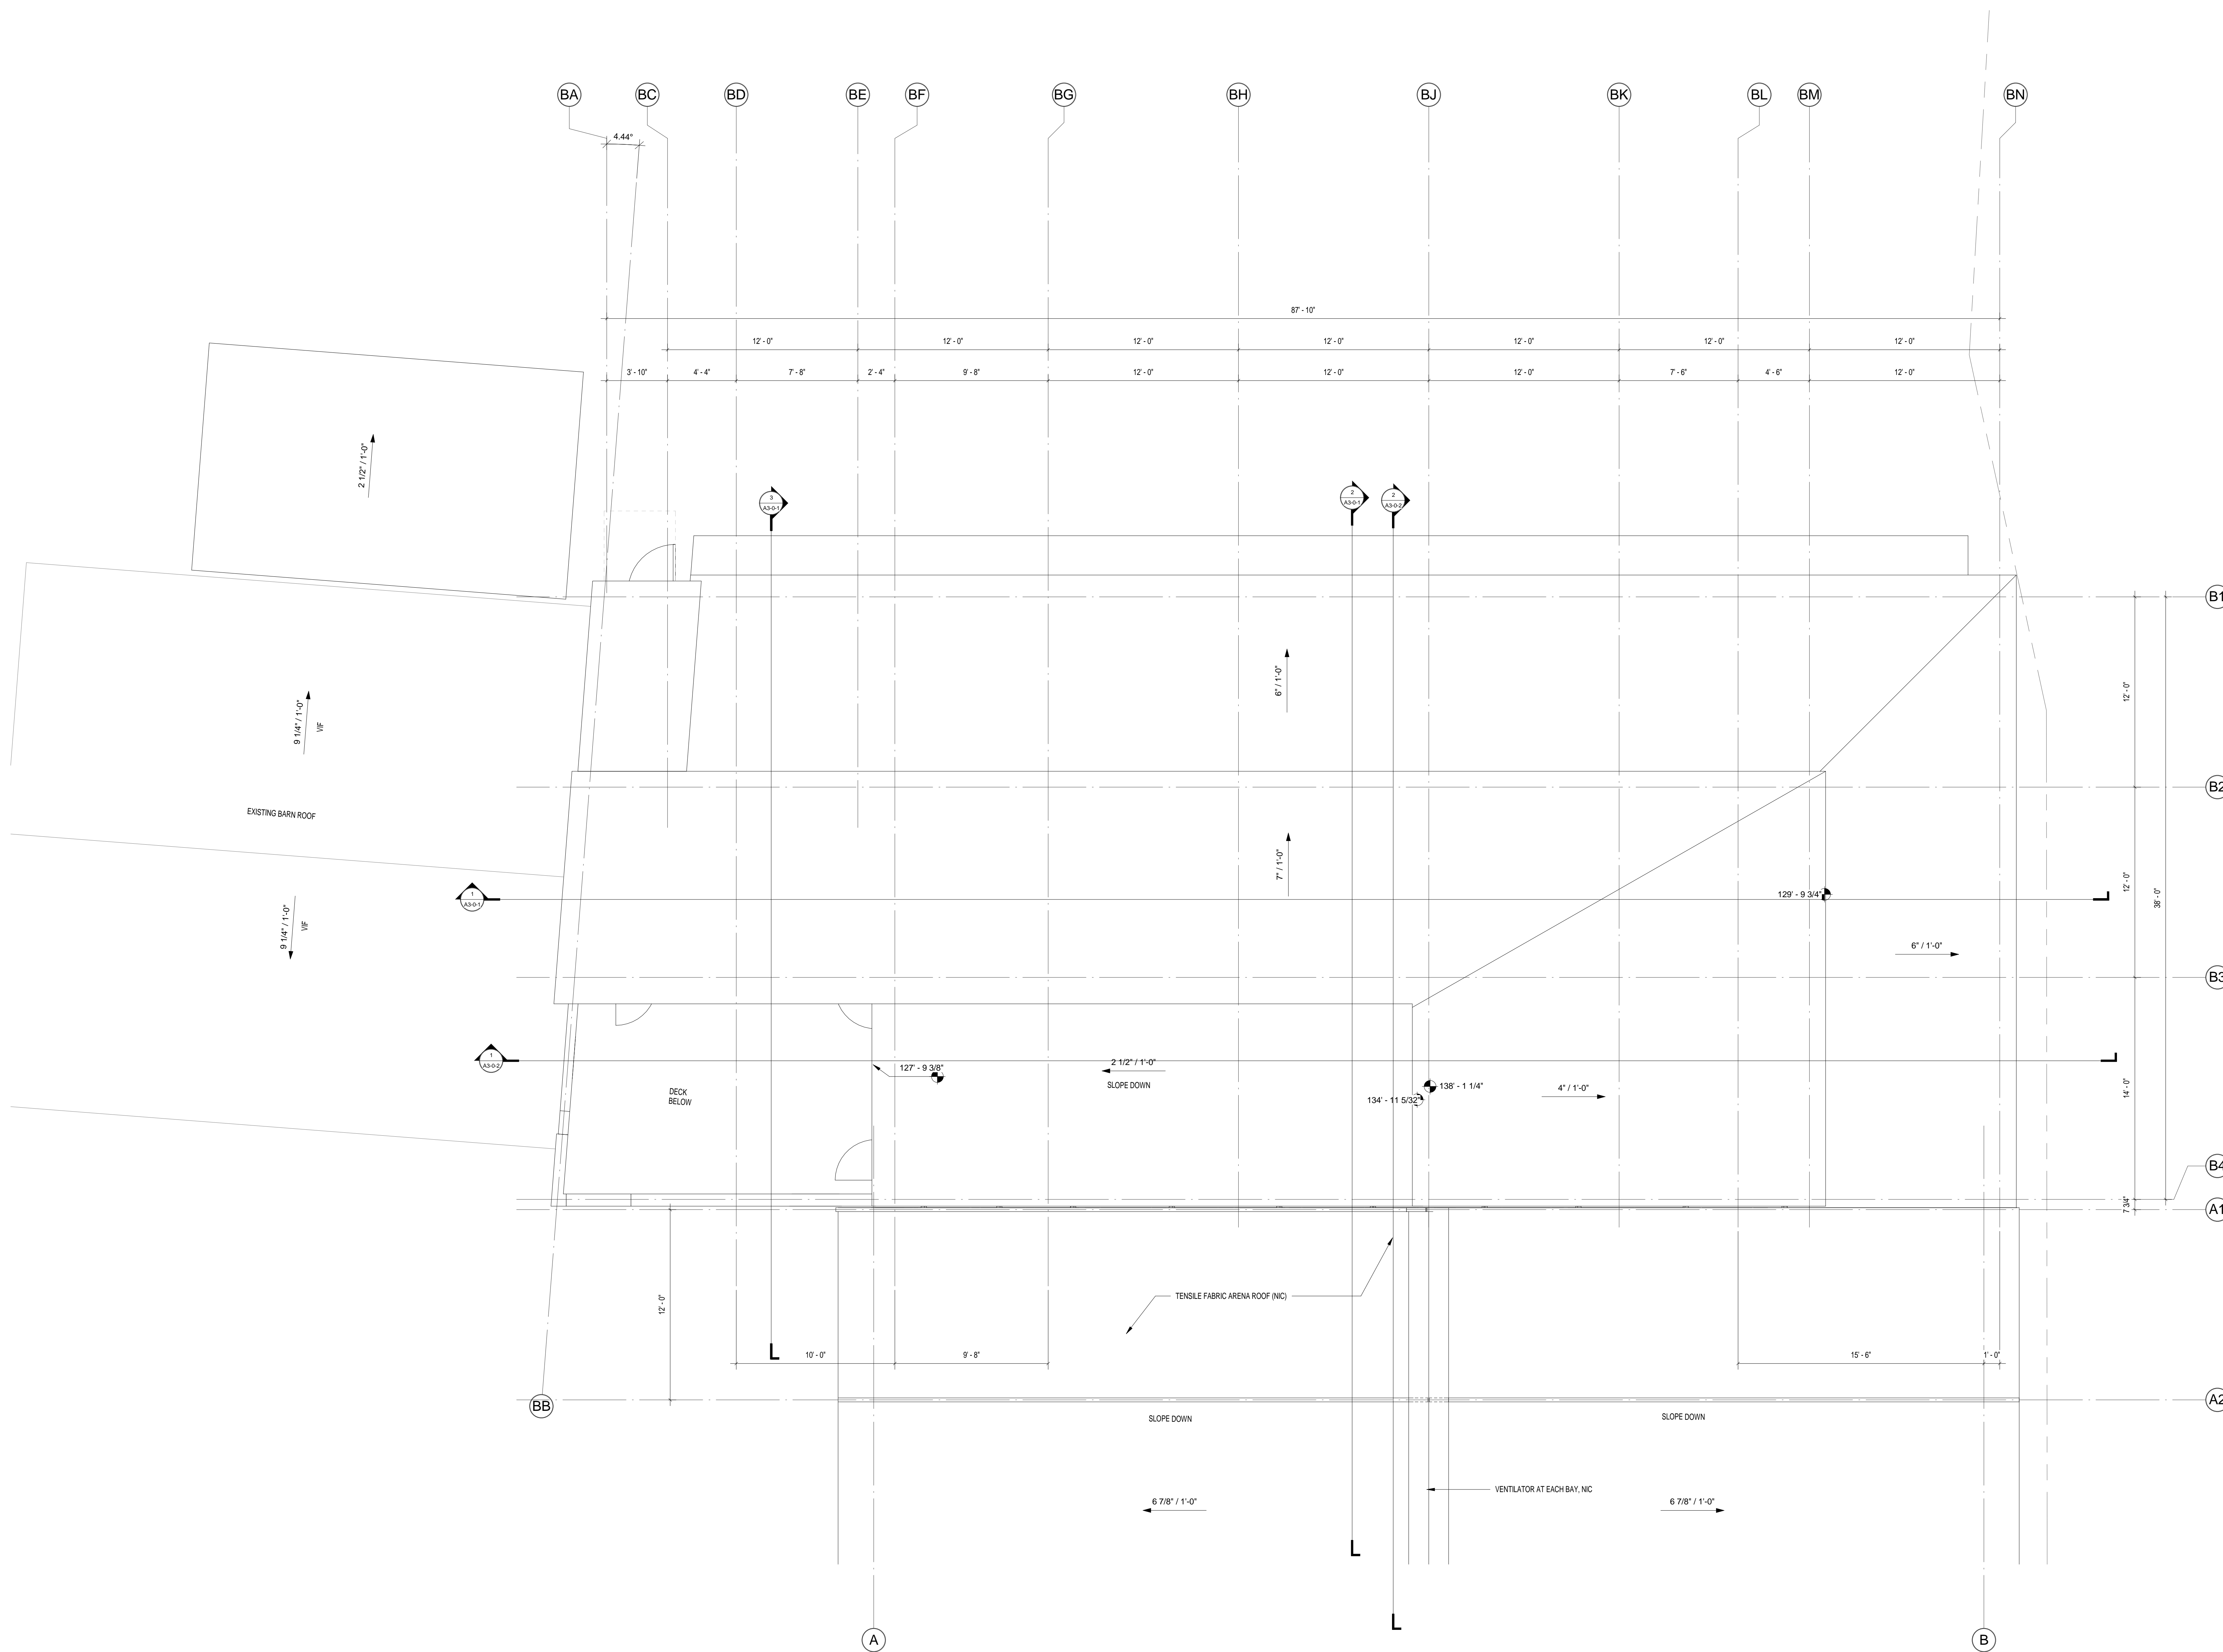 BA
BC
BD
BE
BF
BG
BH
BJ
BK
BL
BM
BN
4.44°
87' - 10"
12' - 0"
12' - 0"
12' - 0"
12' - 0"
12' - 0"
12' - 0"
12' - 0"
3' - 10"
4' - 4"
7' - 8"
2' - 4"
9' - 8"
12' - 0"
12' - 0"
12' - 0"
7' - 6"
4' - 6"
12' - 0"
2 1/2" / 1'-0"
3
A3-0-1
2
A3-0-1
2
A3-0-2
B1
6" / 1'-0"
12' - 0"
9 1/4" / 1'-0"
VIF
B2
EXISTING BARN ROOF
7" / 1'-0"
12' - 0"
38' - 0"
1
A3-0-1
129' - 9 3/4"
9 1/4" / 1'-0"
VIF
6" / 1'-0"
B3
1
A3-0-2
127' - 9 3/8"
2 1/2" / 1'-0"
SLOPE DOWN
138' - 1 1/4"
134' - 11 5/32"
4" / 1'-0"
14' - 0"
DECK
BELOW
B4
7 3/4"
A1
12' - 0"
TENSILE FABRIC ARENA ROOF (NIC)
10' - 0"
9' - 8"
15' - 6"
1' - 0"
BB
A2
SLOPE DOWN
SLOPE DOWN
VENTILATOR AT EACH BAY, NIC
6 7/8" / 1'-0"
6 7/8" / 1'-0"
A
B